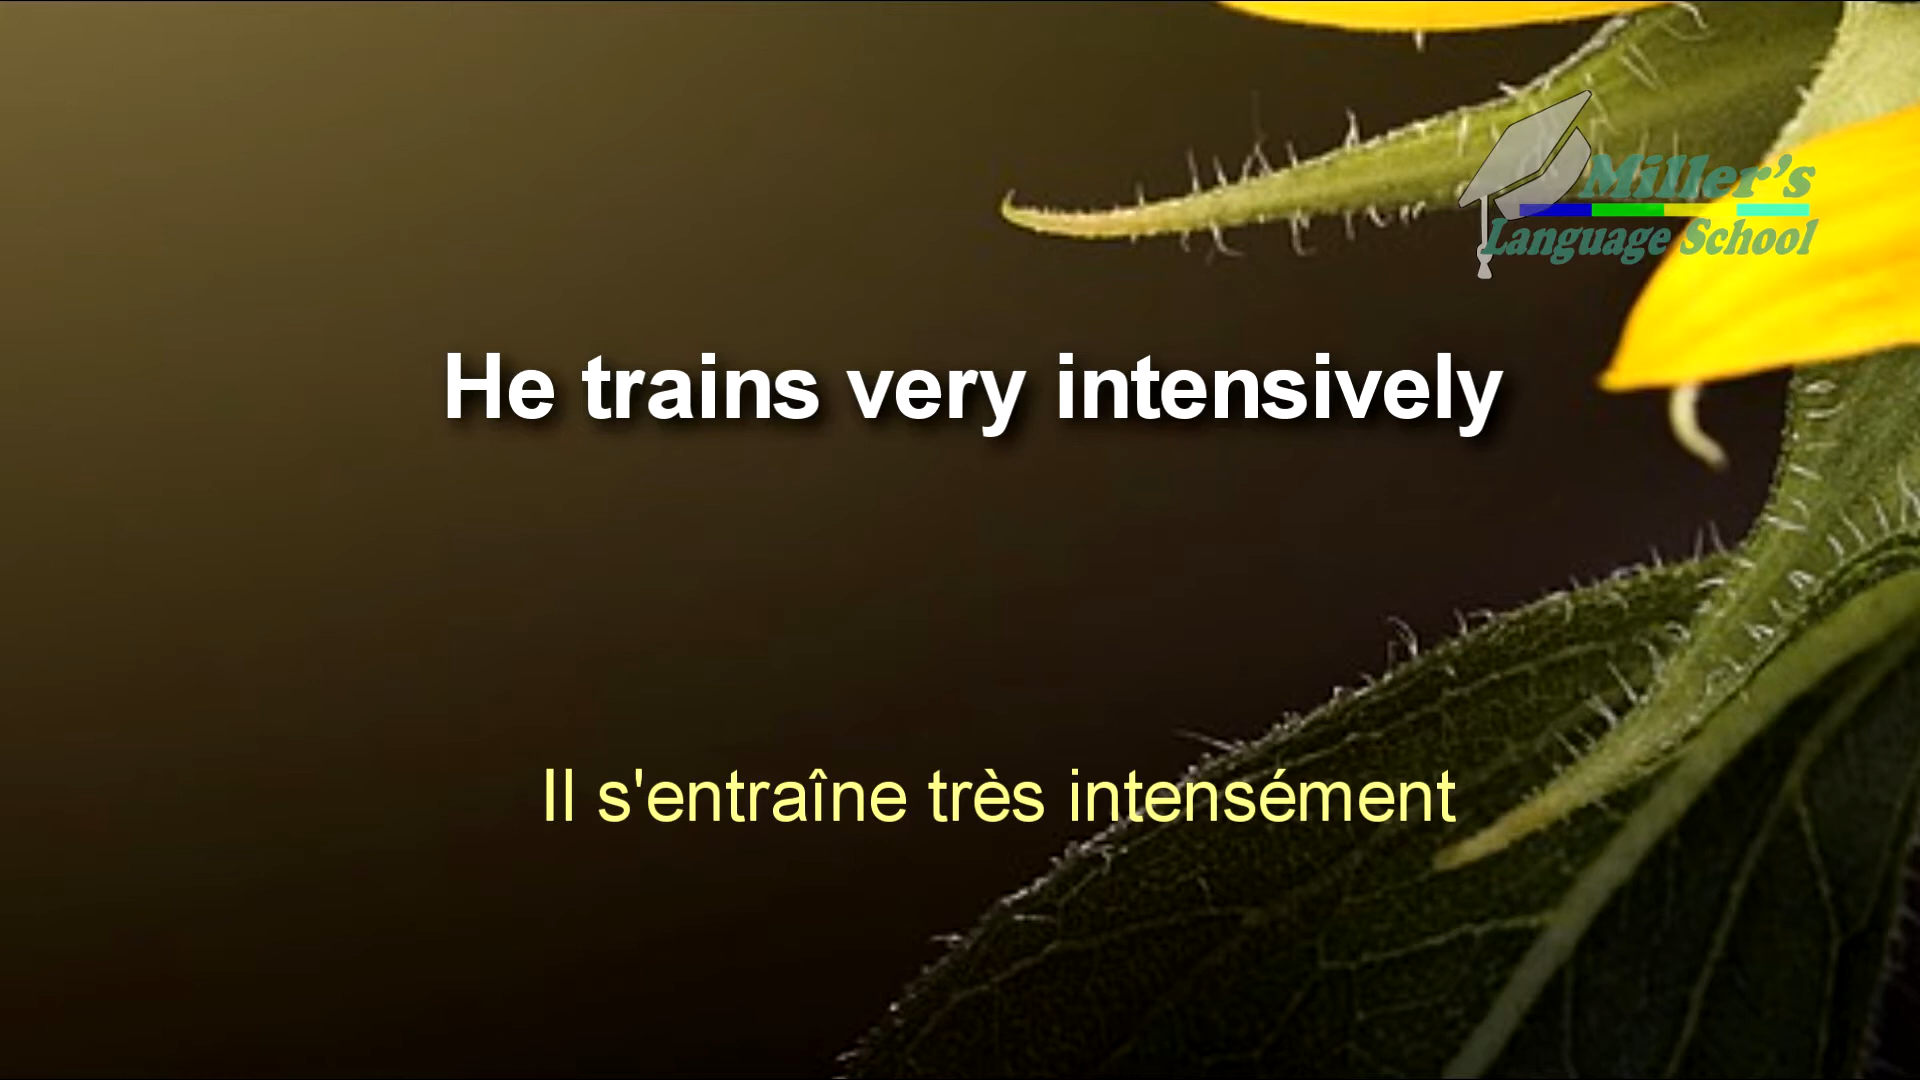 Miller's
Language School
He trains very intensively
Il s'entraîne très intensément